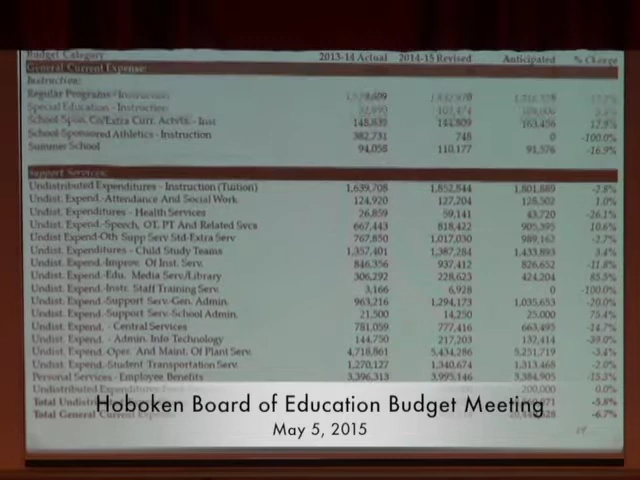 Budget Category 2013-14 Actual 2014-15 Revised Anticipated % Change
General Current Expense:
Instruction:
Regular Programs - Instruction
Special Education - Instruction
School Spon. Co/Extra Curr. Actvts. - Inst 148,839 144,809 163,456 12.9%
School-Sponsored Athletics - Instruction 382,731 748 0 -100.0%
Summer School 94,058 110,177 91,576 -16.9%
Support Services:
Undistributed Expenditures - Instruction (Tuition) 1,639,708 1,852,844 1,801,889 -2.8%
Undist. Expend.-Attendance And Social Work 124,920 127,204 128,502 1.0%
Undist. Expenditures - Health Services 26,859 59,141 43,720 -26.1%
Undist. Expend.-Speech, OT, PT And Related Svcs 667,443 818,422 905,395 10.6%
Undist Expend-Oth Supp Serv Std-Extra Serv 767,850 1,017,030 989,162 -2.7%
Undist. Expenditures - Child Study Teams 1,357,401 1,387,284 1,433,893 3.4%
Undist. Expend.-Improv. Of Inst. Serv. 846,356 937,412 826,652 -11.8%
Undist. Expend.-Edu. Media Serv./Library 306,292 228,623 424,204 85.5%
Undist. Expend.-Instr. Staff Training Serv. 3,166 6,928 0 -100.0%
Undist. Expend.-Support Serv.-Gen. Admin. 963,216 1,294,173 1,035,653 -20.0%
Undist. Expend.-Support Serv.-School Admin. 21,500 14,250 25,000 75.4%
Undist. Expend. - Central Services 781,059 777,416 663,495 -14.7%
Undist. Expend. - Admin. Info Technology 144,750 217,203 132,414 -39.0%
Undist. Expend.-Oper. And Maint. Of Plant Serv. 4,718,861 5,434,286 5,251,719 -3.4%
Undist. Expend.-Student Transportation Serv. 1,270,127 1,340,674 1,313,468 -2.0%
Personal Services - Employee Benefits 3,396,313 3,995,146 3,384,905 -15.3%
Undistributed 200,000 0.0%
Total -5.8%
Total General Current -6.7%
Hoboken Board of Education Budget Meeting
May 5, 2015